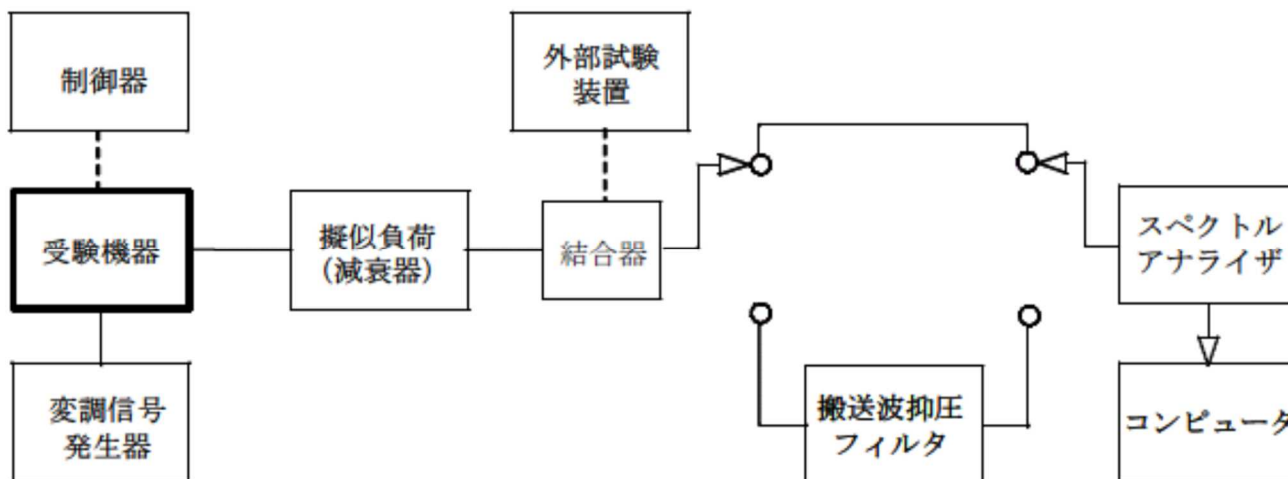 制御器
外部試験
装置
受験機器
擬似負荷
(減衰器)
結合器
スペクトル
アナライザ
変調信号
発生器
搬送波抑圧
フィルタ
コンピュータ